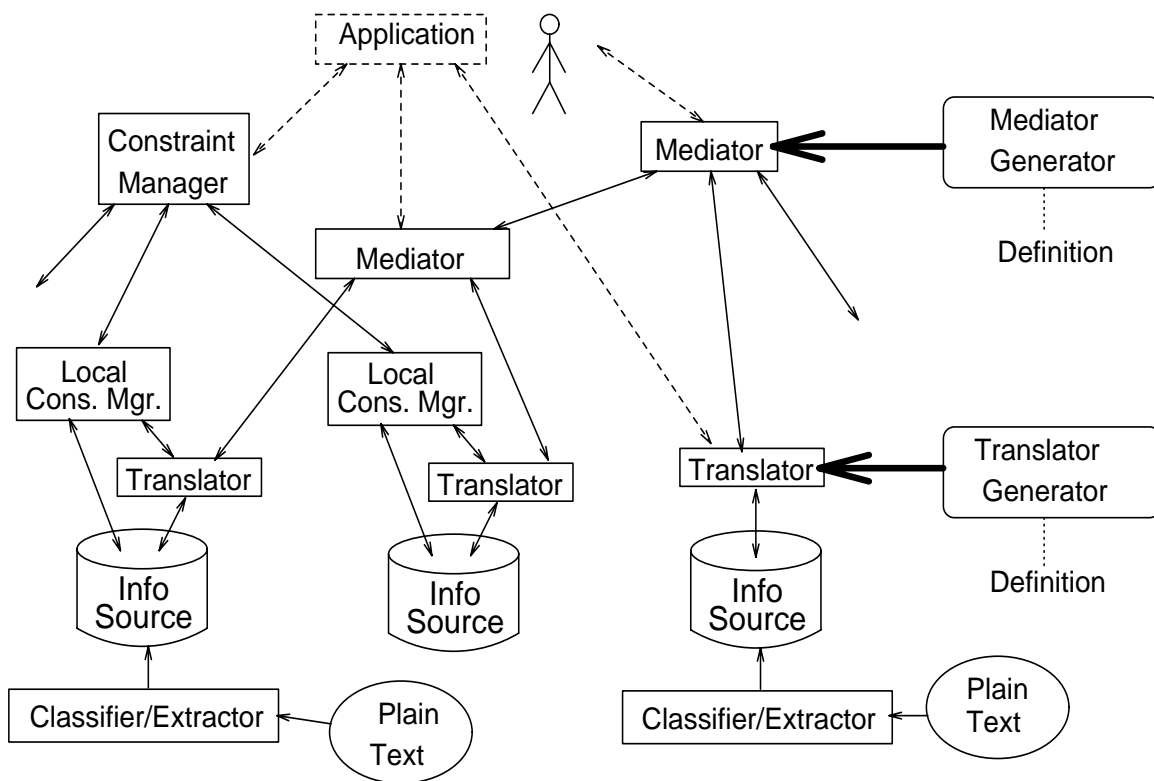 Application
Constraint
Manager
Mediator
Mediator
Generator
Definition
Mediator
Local
Cons. Mgr.
Local
Cons. Mgr.
Translator
Translator
Translator
Translator
Generator
Definition
Info
Source
Info
Source
Info
Source
Classifier/Extractor
Plain
Text
Classifier/Extractor
Plain
Text